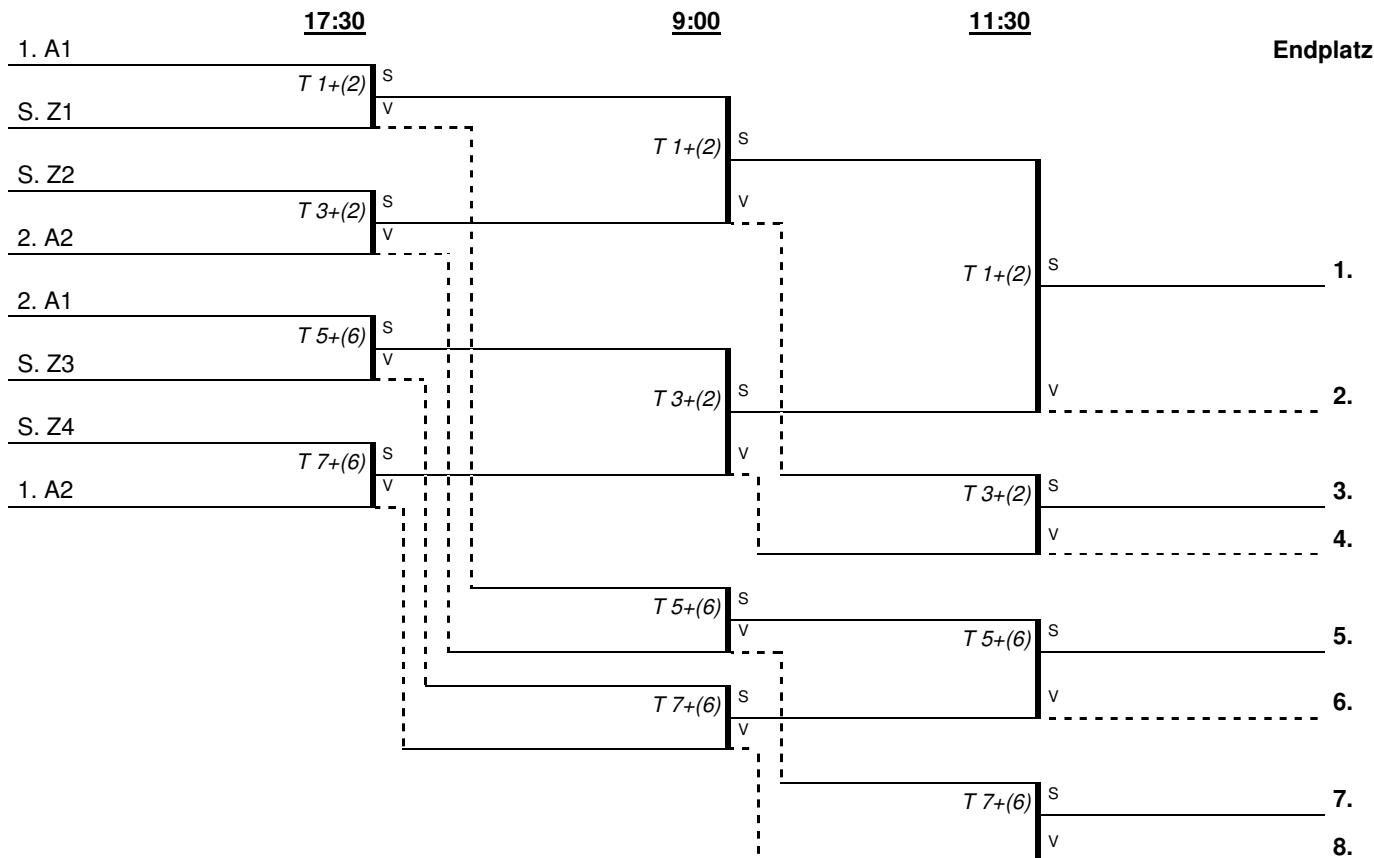 17:30 9:00 11:30
1. A1 Endplatz
T 1+(2) S
S. Z1 V
T 1+(2) S
S. Z2
T 3+(2) S V
2. A2 V
T 1+(2) S 1.
2. A1
T 5+(6) S
S. Z3 V
T 3+(2) S V 2.
S. Z4
T 7+(6) S V
1. A2 V T 3+(2) S 3.
V 4.
T 5+(6) S
V T 5+(6) S 5.
T 7+(6) S V 6.
V
T 7+(6) S 7.
V 8.